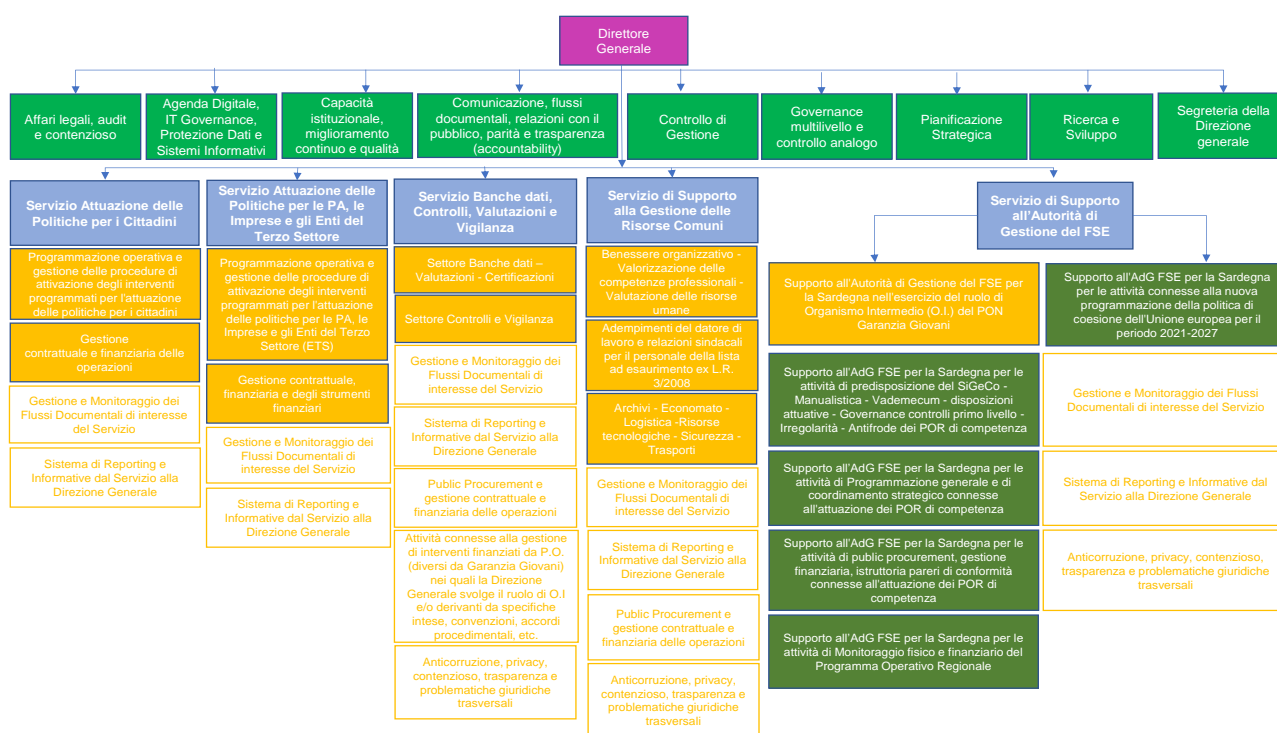 Direttore
Generale
Affari legali, audit
e contenzioso
Agenda Digitale,
IT Governance,
Protezione Dati e
Sistemi Informativi
Capacità
istituzionale,
miglioramento
continuo e qualità
Comunicazione, flussi
documentali, relazioni con il
pubblico, parità e trasparenza
(accountability)
Controllo di
Gestione
Governance
multilivello e
controllo analogo
Pianificazione
Strategica
Ricerca e
Sviluppo
Segreteria della
Direzione
generale
Servizio Attuazione delle
Politiche per i Cittadini
Programmazione operativa e
gestione delle procedure di
attivazione degli interventi
programmati per l'attuazione
delle politiche per i cittadini
Gestione
contrattuale e finanziaria delle
operazioni
Gestione e Monitoraggio dei
Flussi Documentali di interesse
del Servizio
Sistema di Reporting e
Informative dal Servizio alla
Direzione Generale
Servizio Attuazione delle
Politiche per le PA, le
Imprese e gli Enti del
Terzo Settore
Programmazione operativa e
gestione delle procedure di
attivazione degli interventi
programmati per l'attuazione
delle politiche per le PA, le
Imprese e gli Enti del Terzo
Settore (ETS)
Gestione contrattuale,
finanziaria e degli strumenti
finanziari
Gestione e Monitoraggio dei
Flussi Documentali di
interesse del Servizio
Sistema di Reporting e
Informative dal Servizio alla
Direzione Generale
Servizio Banche dati,
Controlli, Valutazioni e
Vigilanza
Settore Banche dati –
Valutazioni - Certificazioni
Settore Controlli e Vigilanza
Gestione e Monitoraggio dei
Flussi Documentali di
interesse del Servizio
Sistema di Reporting e
Informative dal Servizio alla
Direzione Generale
Public Procurement e
gestione contrattuale e
finanziaria delle operazioni
Attività connesse alla gestione
di interventi finanziati da P.O.
(diversi da Garanzia Giovani)
nei quali la Direzione
Generale svolge il ruolo di O.I
e/o derivanti da specifiche
intese, convenzioni, accordi
procedimentali, etc.
Anticorruzione, privacy,
contenzioso, trasparenza e
problematiche giuridiche
trasversali
Servizio di Supporto
alla Gestione delle
Risorse Comuni
Benessere organizzativo -
Valorizzazione delle
competenze professionali -
Valutazione delle risorse
umane
Adempimenti del datore di
lavoro e relazioni sindacali
per il personale della lista
ad esaurimento ex L.R.
3/2008
Archivi - Economato -
Logistica -Risorse
tecnologiche - Sicurezza -
Trasporti
Gestione e Monitoraggio dei
Flussi Documentali di
interesse del Servizio
Sistema di Reporting e
Informative dal Servizio alla
Direzione Generale
Public Procurement e
gestione contrattuale e
finanziaria delle operazioni
Anticorruzione, privacy,
contenzioso, trasparenza e
problematiche giuridiche
trasversali
Servizio di Supporto
all'Autorità di
Gestione del FSE
Supporto all'Autorità di Gestione del FSE per
la Sardegna nell'esercizio del ruolo di
Organismo Intermedio (O.I.) del PON
Garanzia Giovani
Supporto all'AdG FSE per la Sardegna per le
attività di predisposizione del SiGeCo -
Manualistica - Vademecum - disposizioni
attuative - Governance controlli primo livello -
Irregolarità - Antifrode dei POR di competenza
Supporto all'AdG FSE per la Sardegna per le
attività di Programmazione generale e di
coordinamento strategico connesse
all'attuazione dei POR di competenza
Supporto all'AdG FSE per la Sardegna per le
attività di public procurement, gestione
finanziaria, istruttoria pareri di conformità
connesse all'attuazione dei POR di
competenza
Supporto all'AdG FSE per la Sardegna per le
attività di Monitoraggio fisico e finanziario del
Programma Operativo Regionale
Supporto all'AdG FSE per la Sardegna
per le attività connesse alla nuova
programmazione della politica di
coesione dell'Unione europea per il
periodo 2021-2027
Gestione e Monitoraggio dei Flussi
Documentali di interesse del Servizio
Sistema di Reporting e Informative dal
Servizio alla Direzione Generale
Anticorruzione, privacy, contenzioso,
trasparenza e problematiche giuridiche
trasversali